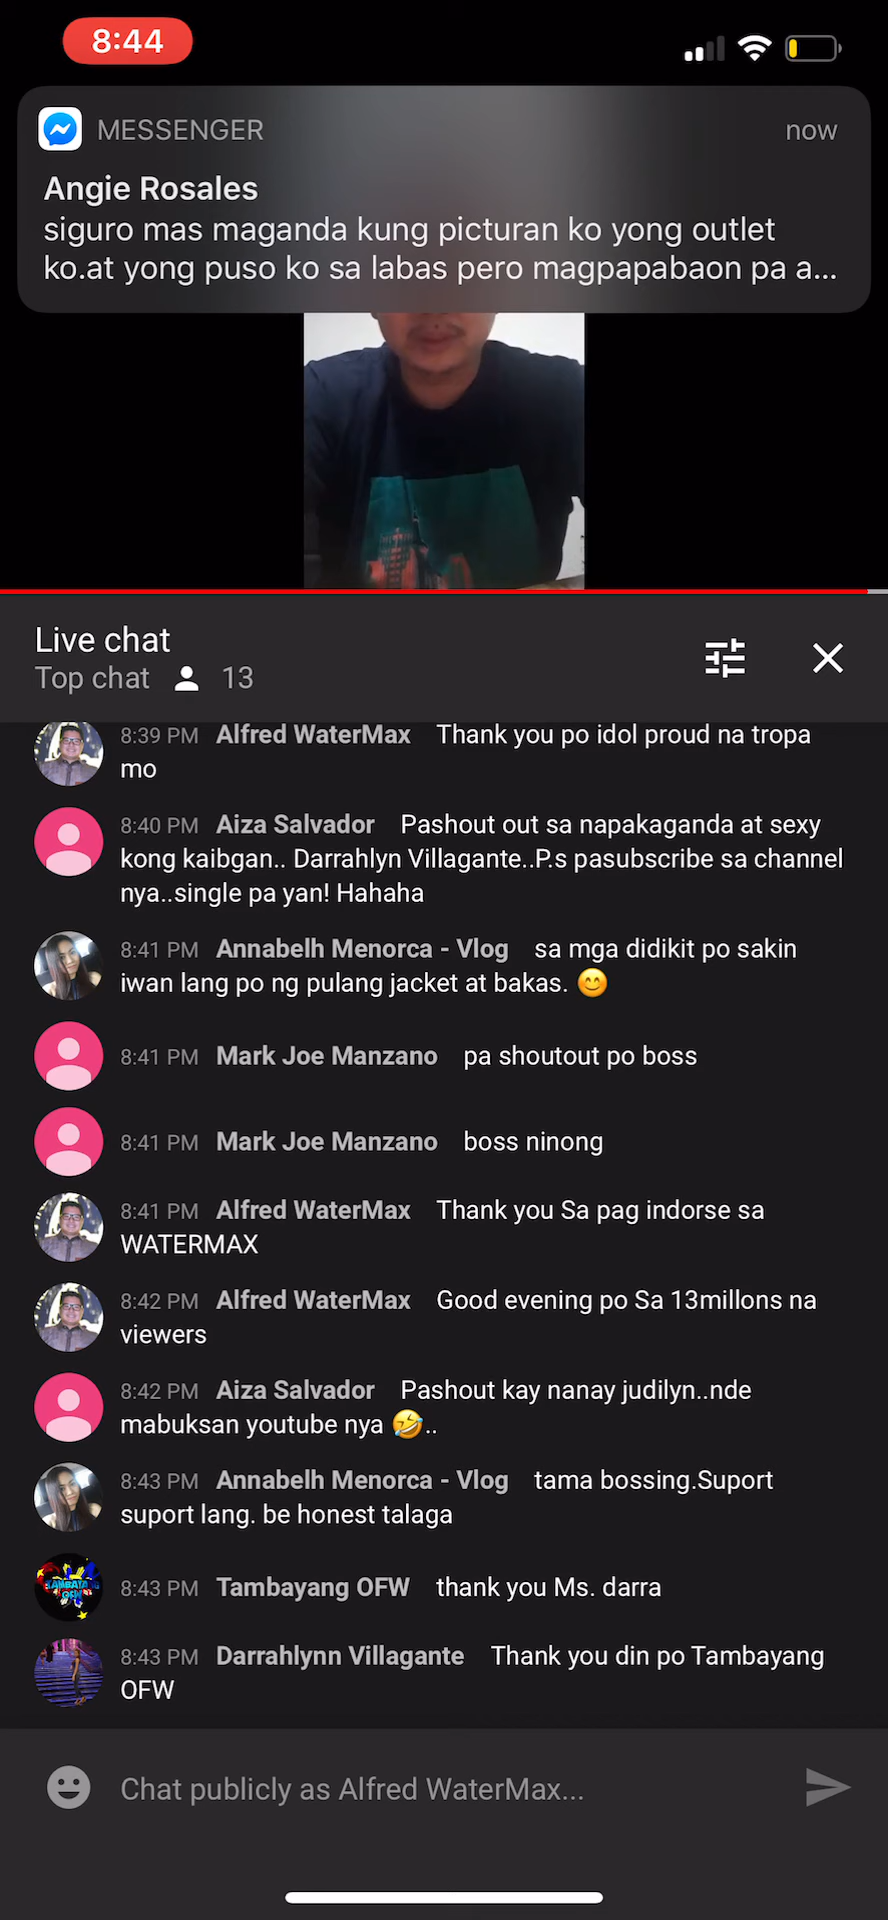 8:44
MESSENGER
now
Angie Rosales
siguro mas maganda kung picturan ko yong outlet
ko.at yong puso ko sa labas pero magpapabaon pa a...
Live chat
Top chat 13
8:39 PM Alfred WaterMax Thank you po idol proud na tropa
mo
8:40 PM Aiza Salvador Pashout out sa napakaganda at sexy
kong kaibgan.. Darrahlyn Villagante..P.s pasubscribe sa channel
nya..single pa yan! Hahaha
8:41 PM Annabelh Menorca - Vlog sa mga didikit po sakin
iwan lang po ng pulang jacket at bakas. 😊
8:41 PM Mark Joe Manzano pa shoutout po boss
8:41 PM Mark Joe Manzano boss ninong
8:41 PM Alfred WaterMax Thank you Sa pag indorse sa
WATERMAX
8:42 PM Alfred WaterMax Good evening po Sa 13millons na
viewers
8:42 PM Aiza Salvador Pashout kay nanay judilyn..nde
mabuksan youtube nya 🤣..
8:43 PM Annabelh Menorca - Vlog tama bossing.Suport
suport lang. be honest talaga
TAMBAYANG
OFW
8:43 PM Tambayang OFW thank you Ms. darra
8:43 PM Darrahlynn Villagante Thank you din po Tambayang
OFW
Chat publicly as Alfred WaterMax...